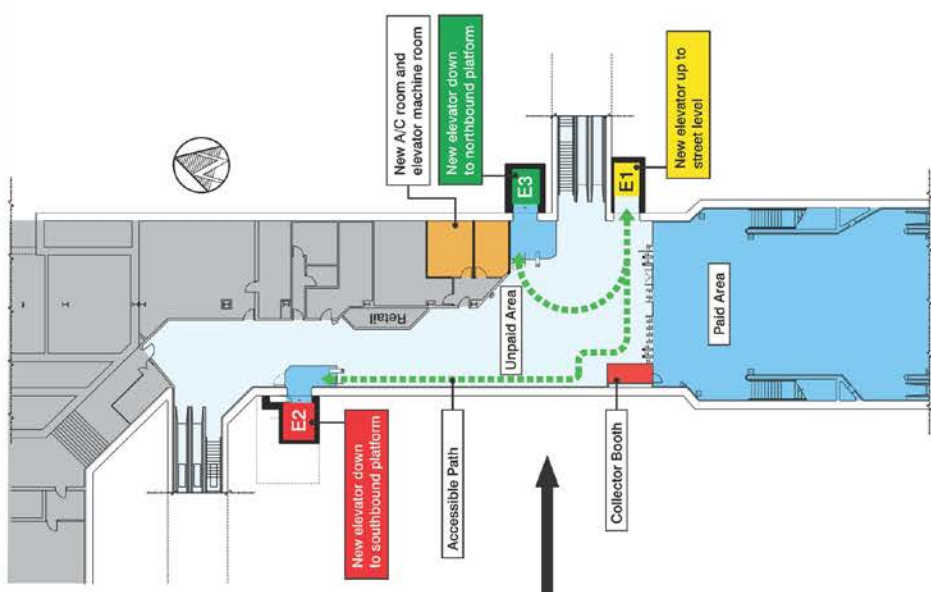 New A/C room and
elevator machine room
New elevator down
to northbound platform
New elevator up to
street level
E3
E1
Retail
Unpaid Area
Paid Area
E2
New elevator down
to southbound platform
Accessible Path
Collector Booth